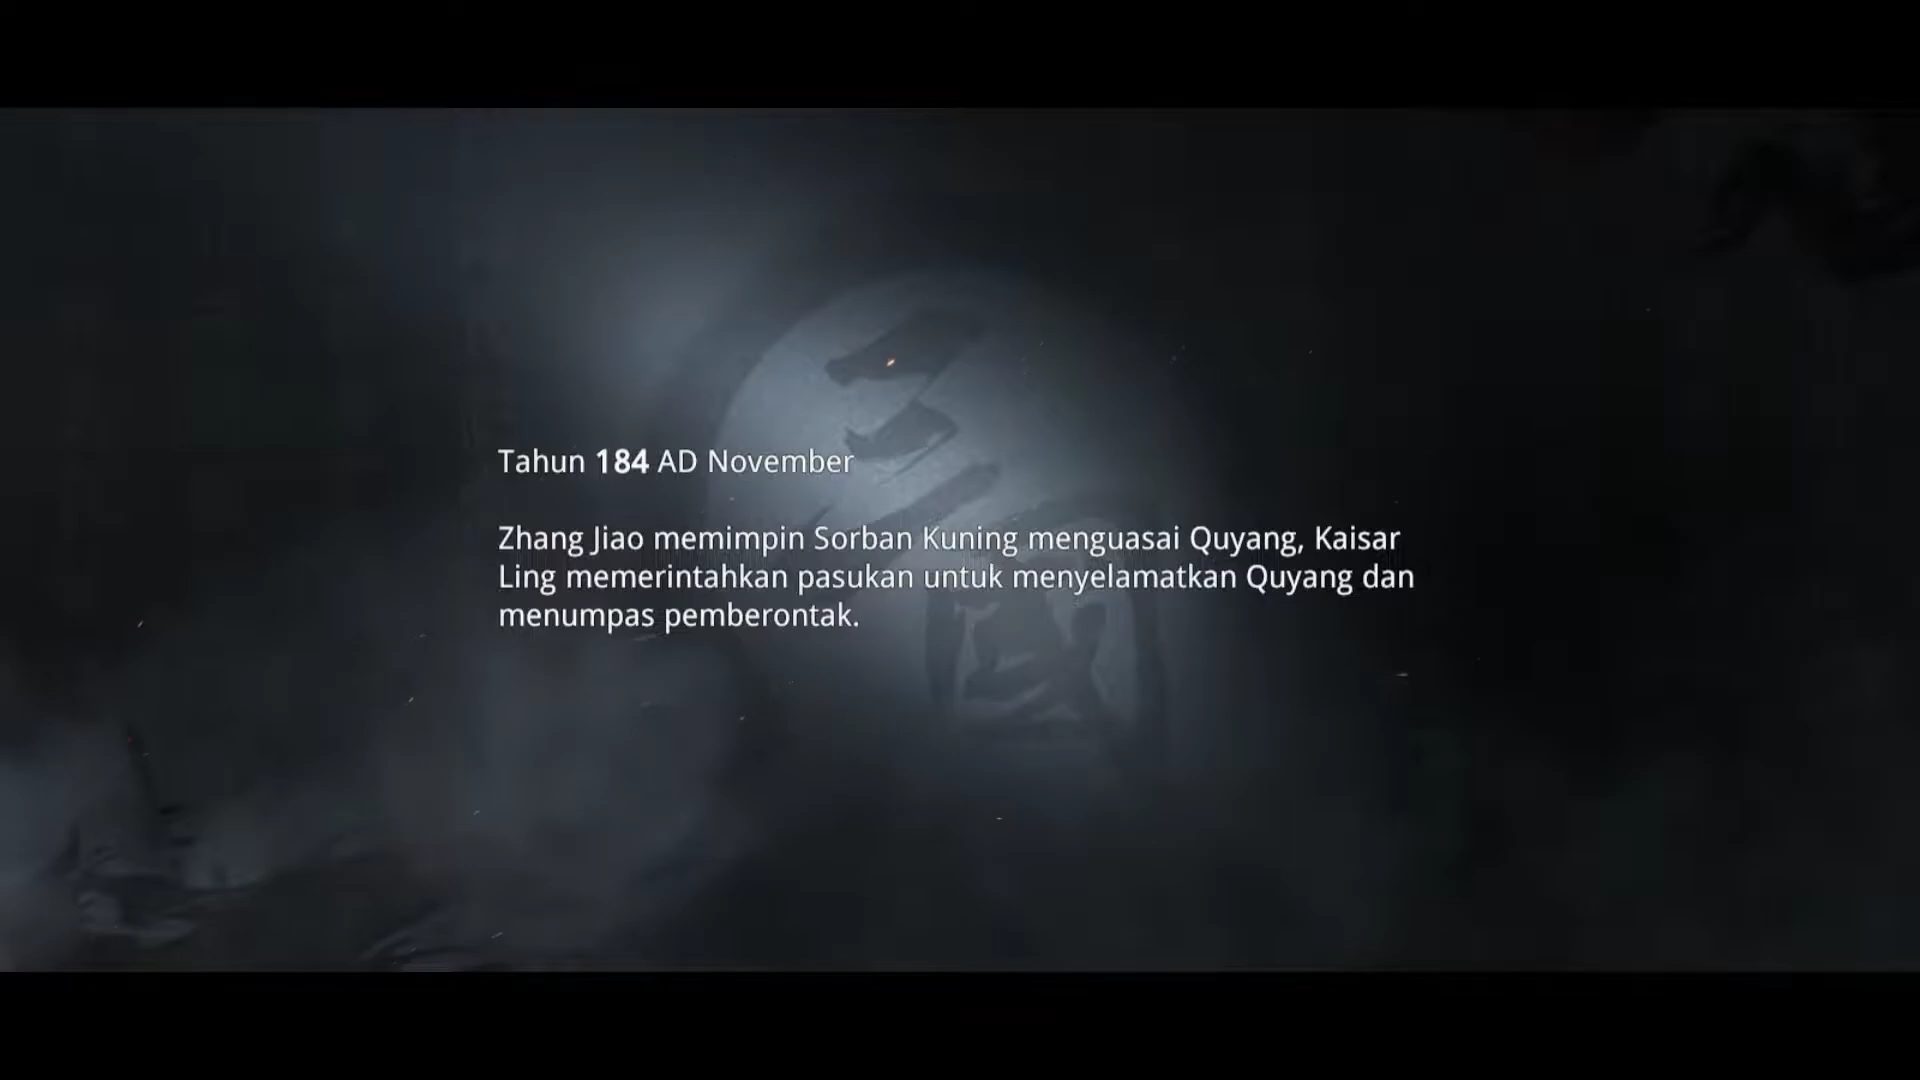 Tahun 184 AD November
Zhang Jiao memimpin Sorban Kuning menguasai Quyang, Kaisar
Ling memerintahkan pasukan untuk menyelamatkan Quyang dan
menumpas pemberontak.